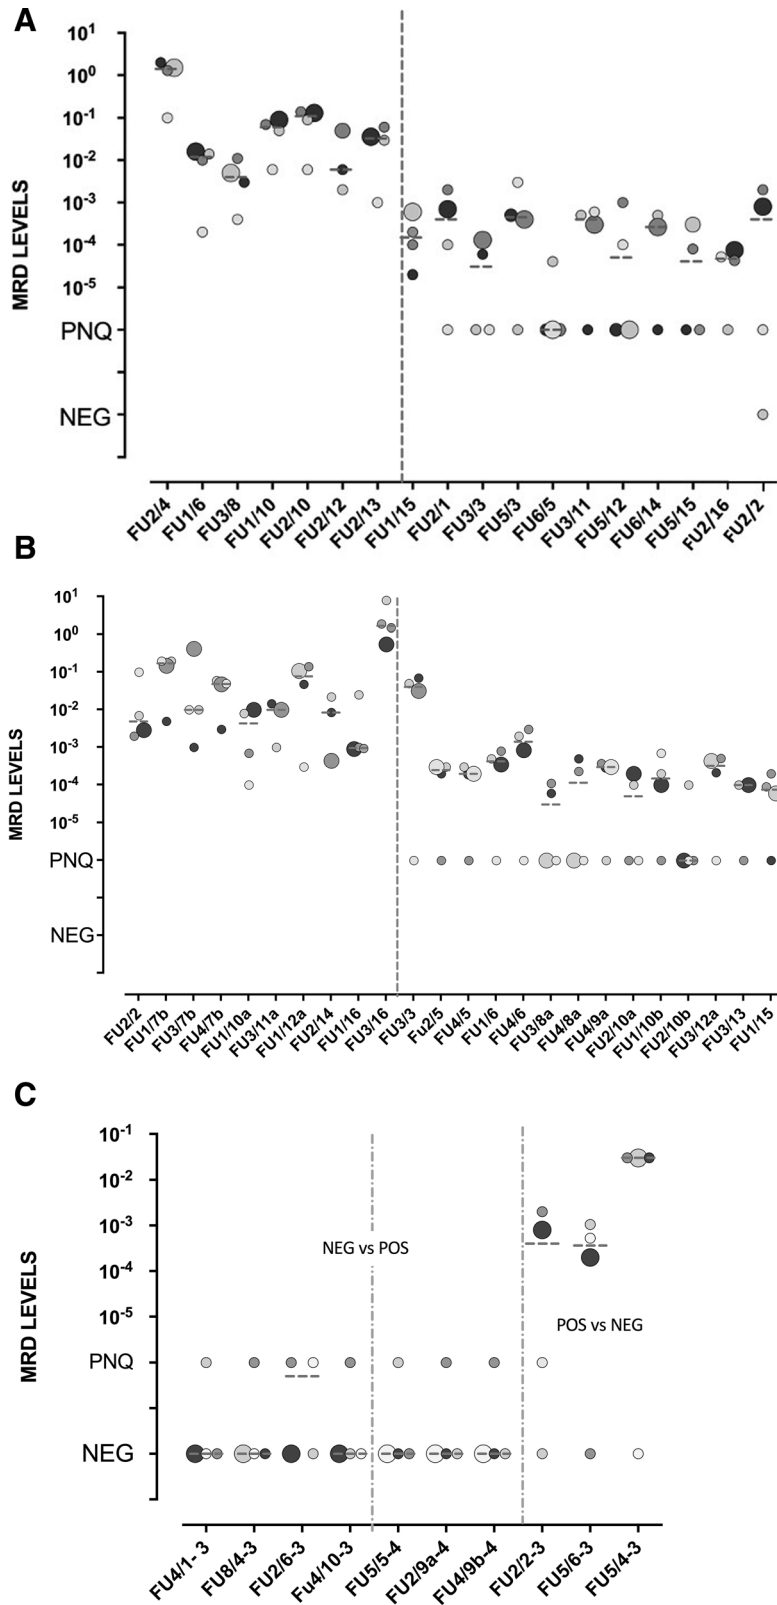 A
MRD LEVELS
10¹
10⁰
10⁻¹
10⁻²
10⁻³
10⁻⁴
10⁻⁵
PNQ
NEG
FU2/4 FU1/6 FU3/8 FU1/10 FU2/10 FU2/12 FU2/13 FU1/15 FU2/1 FU3/3 FU5/3 FU6/5 FU3/11 FU5/12 FU6/14 FU5/15 FU2/16 FU2/2
B
MRD LEVELS
10¹
10⁰
10⁻¹
10⁻²
10⁻³
10⁻⁴
10⁻⁵
PNQ
NEG
FU2/2 FU1/7b FU3/7b FU4/7b FU1/10a FU3/11a FU1/12a FU2/14 FU1/16 FU3/16 FU3/3 Fu2/5 FU4/5 FU1/6 FU4/6 FU3/8a FU4/8a FU4/9a FU2/10a FU1/10b FU2/10b FU3/12a FU3/13 FU1/15
C
MRD LEVELS
10⁻¹
10⁻²
10⁻³
NEG vs POS
10⁻⁴
10⁻⁵
POS vs NEG
PNQ
NEG
FU4/1- 3 FU8/4-3 FU2/6-3 Fu4/10-3 FU5/5-4 FU2/9a-4 FU4/9b-4 FU2/2-3 FU5/6-3 FU5/4-3